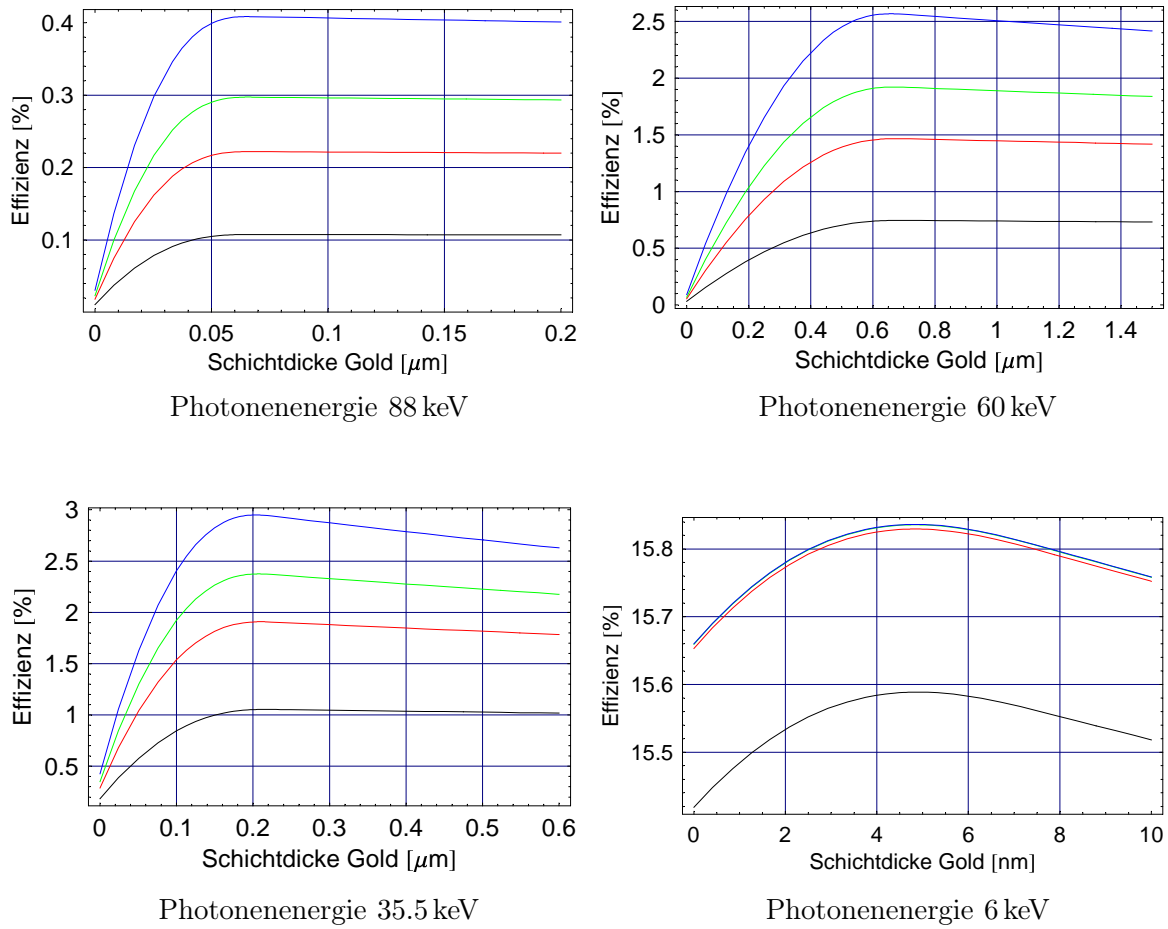 0.4
0.3
0.2
0.1
Effizienz [%]
0 0.05 0.1 0.15 0.2
Schichtdicke Gold [μm]
Photonenenergie 88 keV
2.5
2
1.5
1
0.5
0
Effizienz [%]
0 0.2 0.4 0.6 0.8 1 1.2 1.4
Schichtdicke Gold [μm]
Photonenenergie 60 keV
3
2.5
2
1.5
1
0.5
Effizienz [%]
0 0.1 0.2 0.3 0.4 0.5 0.6
Schichtdicke Gold [μm]
Photonenenergie 35.5 keV
15.8
15.7
15.6
15.5
Effizienz [%]
0 2 4 6 8 10
Schichtdicke Gold [nm]
Photonenenergie 6 keV